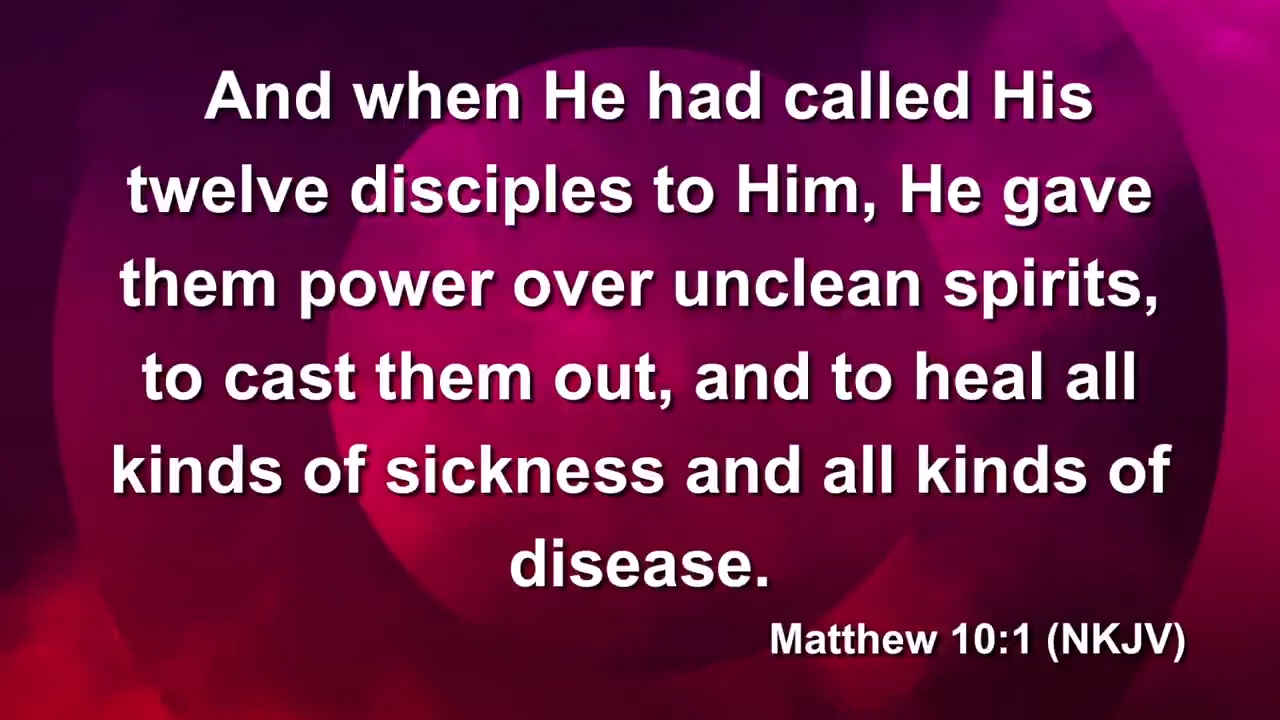 And when He had called His
twelve disciples to Him, He gave
them power over unclean spirits,
to cast them out, and to heal all
kinds of sickness and all kinds of
disease.
Matthew 10:1 (NKJV)